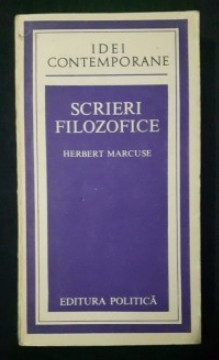 IDEI
CONTEMPORANE
SCRIERI
FILOZOFICE
HERBERT MARCUSE
EDITURA POLITICĂ